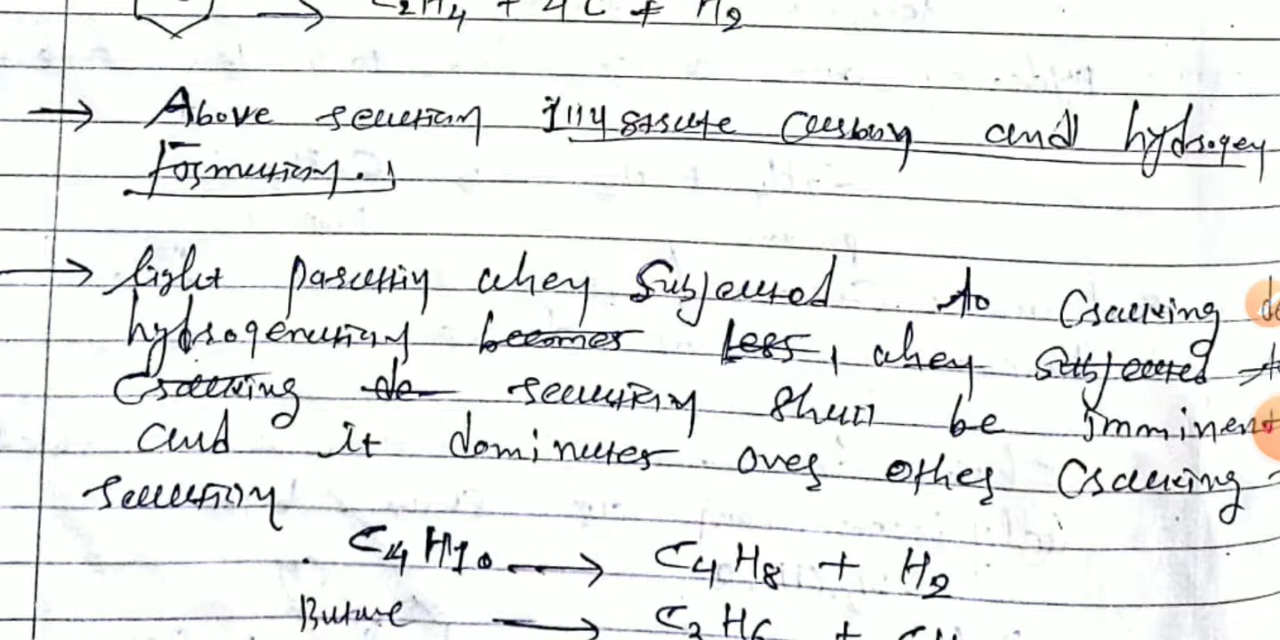 → C2H4 + 4C + H2
→ Above reaction illustrate carbon and hydrogen
formation.
→ light paraffin when subjected to cracking de
hydrogenation becomes less, when subjected to
cracking de reaction shall be imminent
and it dominates over other cracking
reaction
C4H10 → C4H8 + H2
Butane → C3H6 +